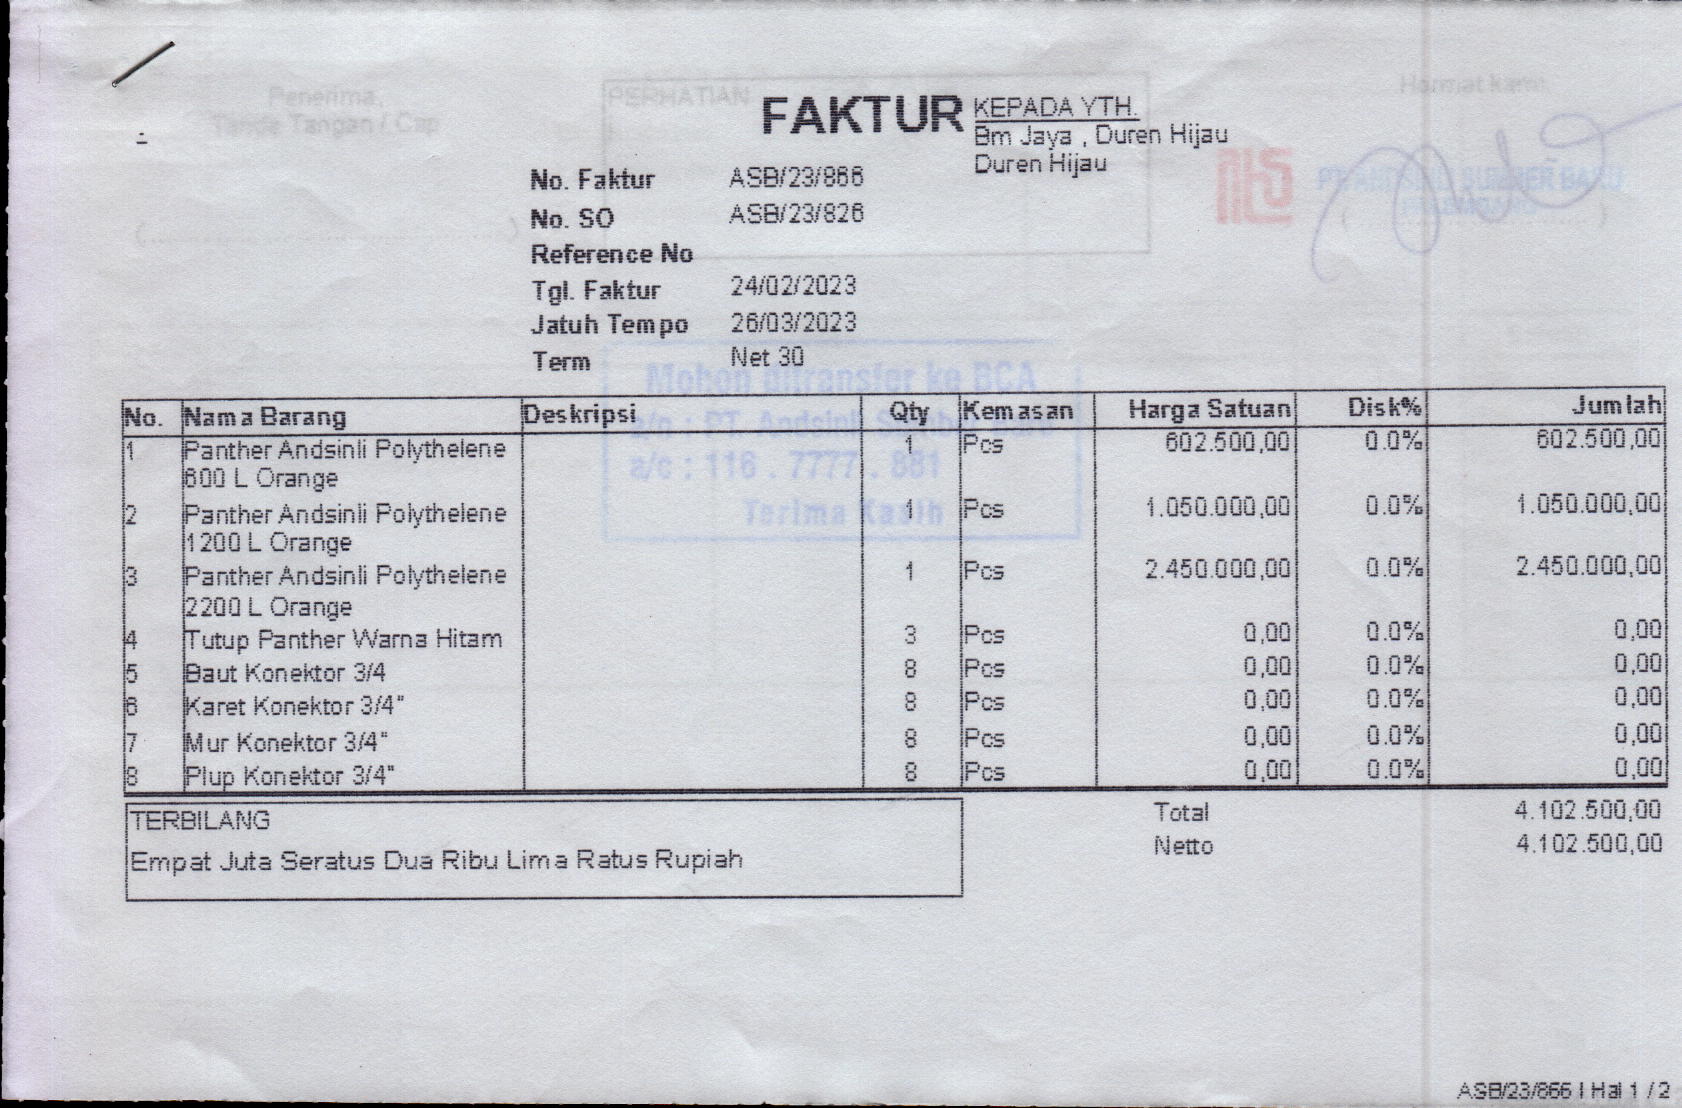 Penerima,
Tanda Tangan / Cap
PERHATIAN
Hormat kami,
FAKTUR
KEPADA YTH.
Bm Jaya , Duren Hijau
Duren Hijau
No. Faktur ASB/23/866
No. SO ASB/23/826
Reference No
Tgl. Faktur 24/02/2023
Jatuh Tempo 26/03/2023
Term Net 30
Mohon ditransfer ke BCA
a/n : PT. Andsinli Sumber Baru
a/c : 116 . 7777 . 881
Terima Kasih
No. Nama Barang Deskripsi Qty Kemasan Harga Satuan Disk% Jumlah
1 Panther Andsinli Polythelene 1 Pcs 602.500,00 0.0% 602.500,00
600 L Orange
2 Panther Andsinli Polythelene 1 Pcs 1.050.000,00 0.0% 1.050.000,00
1200 L Orange
3 Panther Andsinli Polythelene 1 Pcs 2.450.000,00 0.0% 2.450.000,00
2200 L Orange
4 Tutup Panther Warna Hitam 3 Pcs 0,00 0.0% 0,00
5 Baut Konektor 3/4 8 Pcs 0,00 0.0% 0,00
6 Karet Konektor 3/4" 8 Pcs 0,00 0.0% 0,00
7 Mur Konektor 3/4" 8 Pcs 0,00 0.0% 0,00
8 Plup Konektor 3/4" 8 Pcs 0,00 0.0% 0,00
TERBILANG
Empat Juta Seratus Dua Ribu Lima Ratus Rupiah
Total 4.102.500,00
Netto 4.102.500,00
ASB/23/866 | Hal 1 / 2